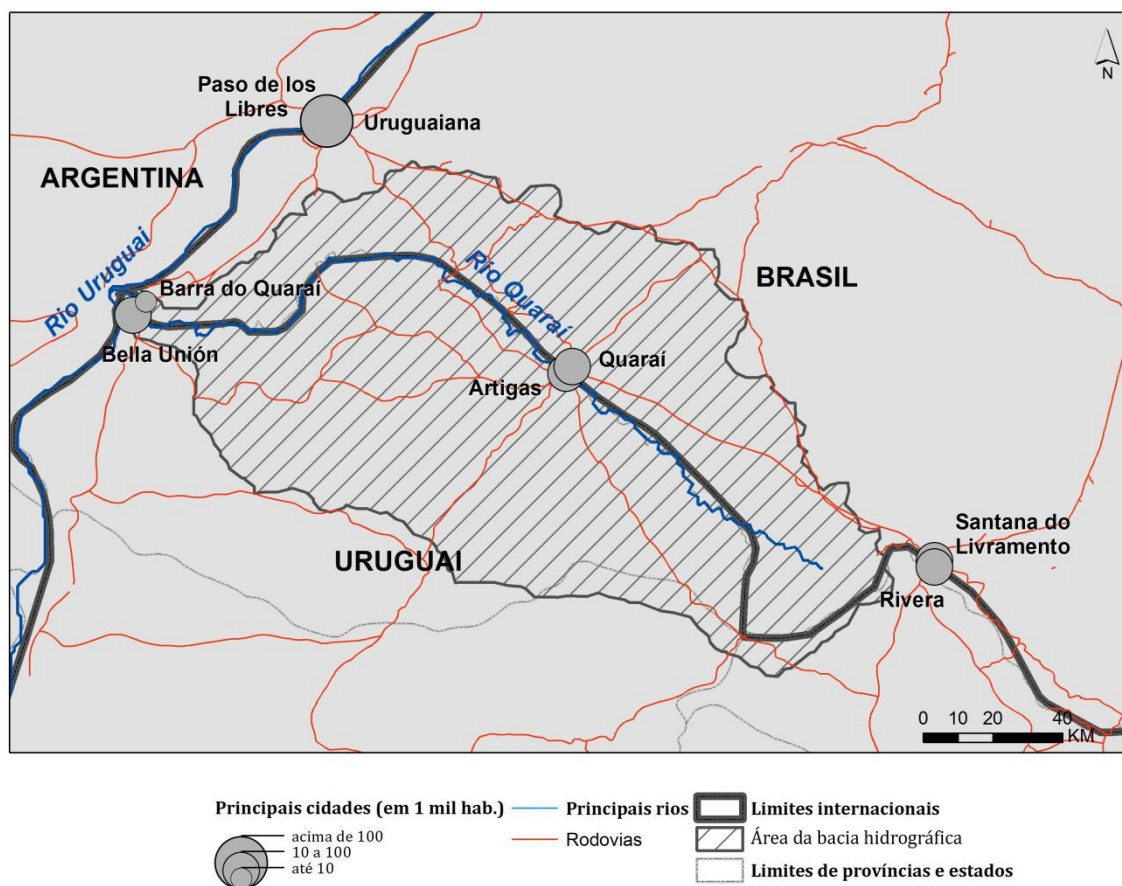 N
Paso de los
Libres
Uruguaiana
ARGENTINA
Rio Uruguai
Barra do Quaraí
Bella Unión
Rio Quaraí
BRASIL
Quaraí
Artigas
URUGUAI
Santana do
Livramento
Rivera
0 10 20 40
KM
Principais cidades (em 1 mil hab.)
acima de 100
10 a 100
até 10
Principais rios
Rodovias
Limites internacionais
Área da bacia hidrográfica
Limites de províncias e estados